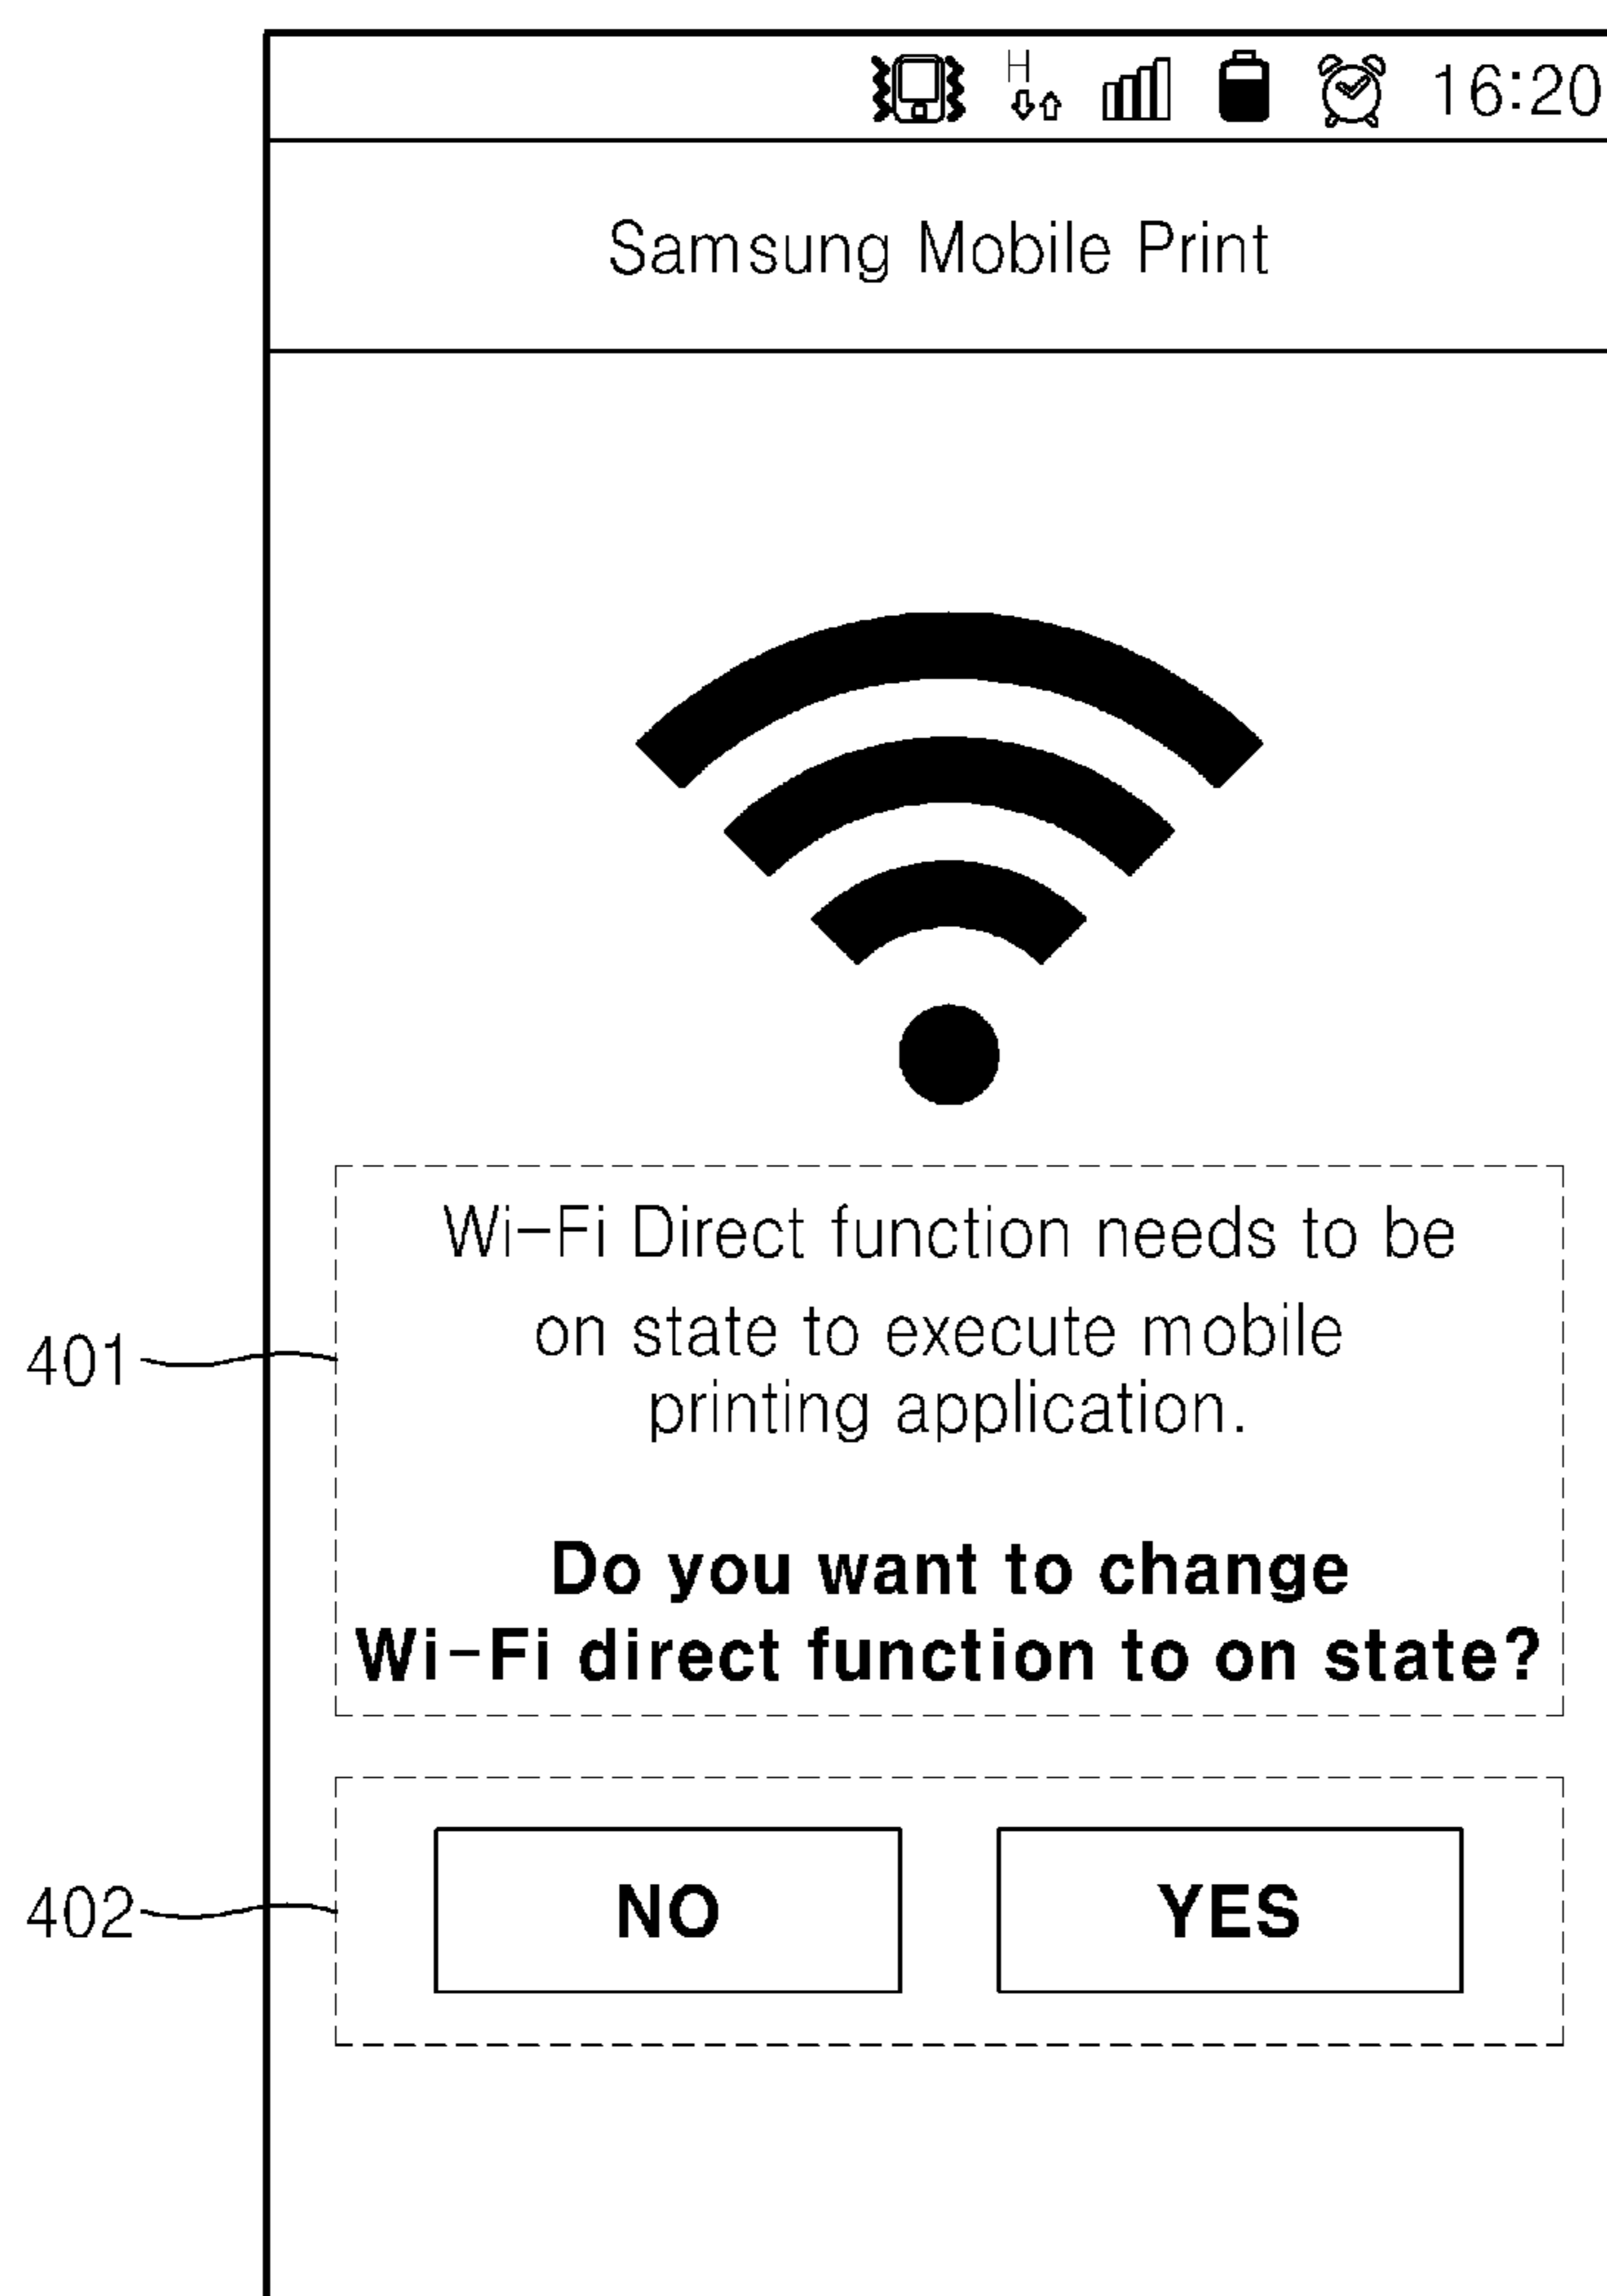 H
16:20
Samsung Mobile Print
Wi-Fi Direct function needs to be
on state to execute mobile
printing application.
401
Do you want to change
Wi-Fi direct function to on state?
402
NO
YES